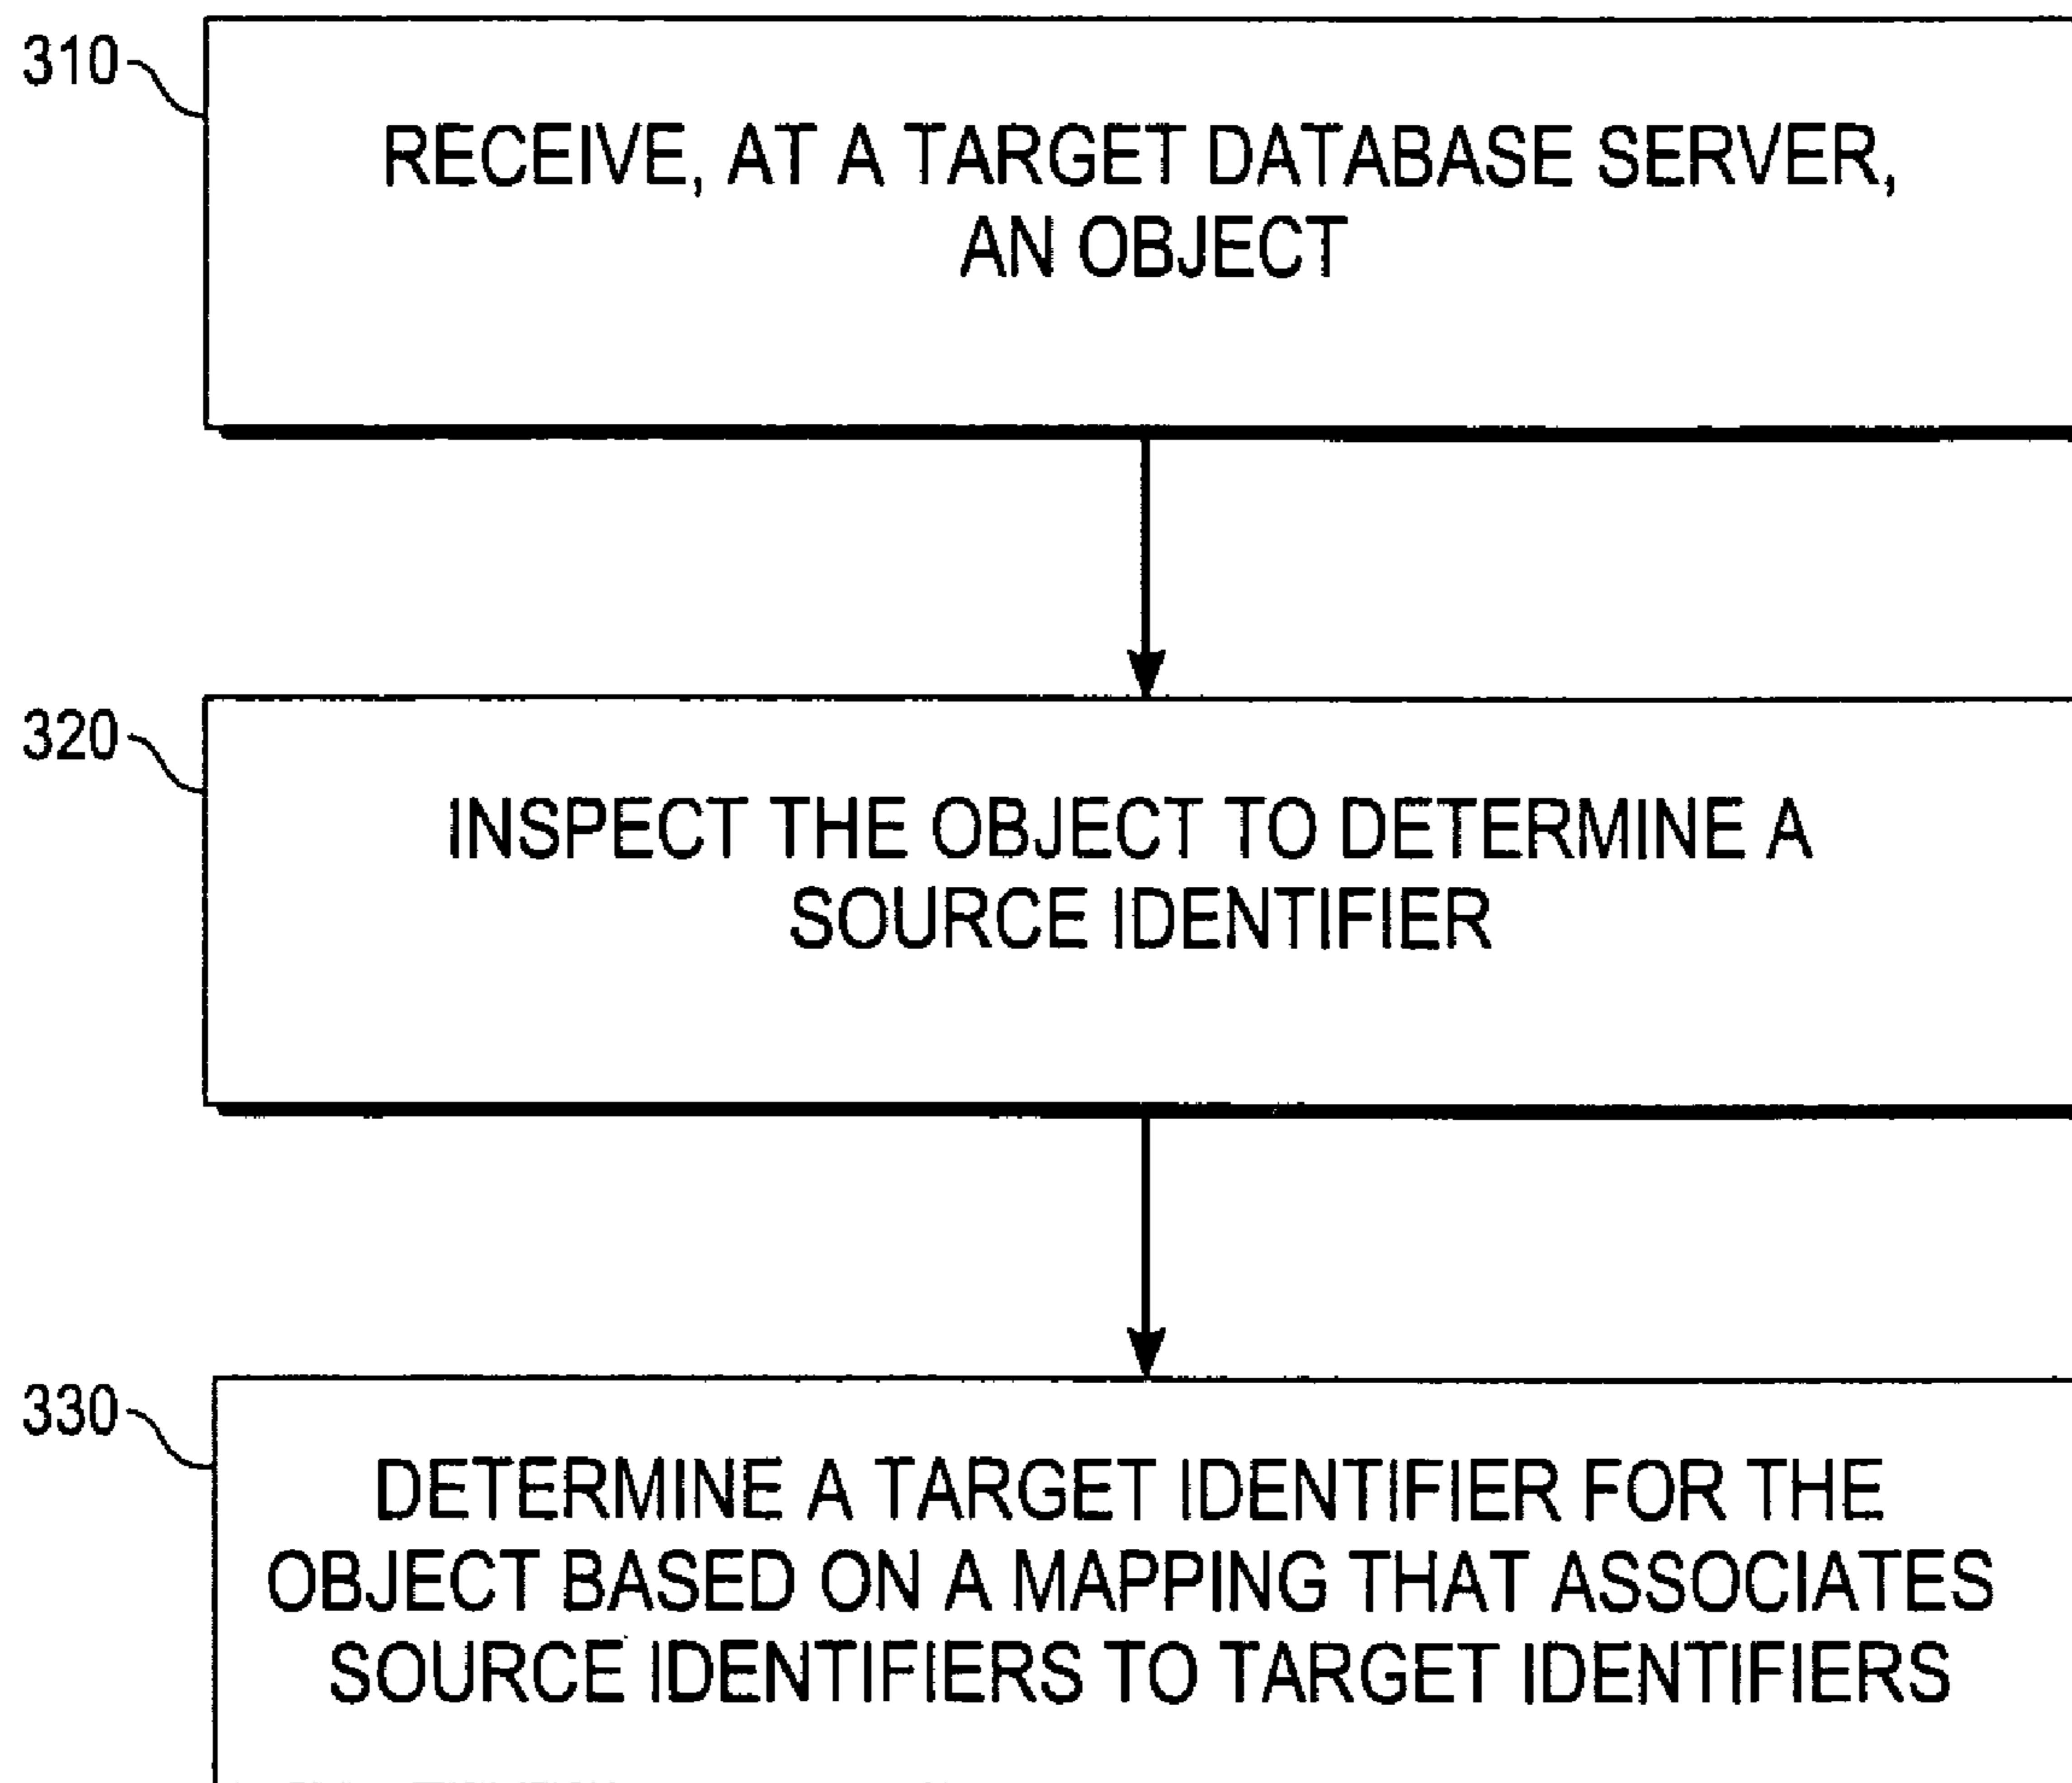 310
RECEIVE, AT A TARGET DATABASE SERVER,
AN OBJECT
320
INSPECT THE OBJECT TO DETERMINE A
SOURCE IDENTIFIER
330
DETERMINE A TARGET IDENTIFIER FOR THE
OBJECT BASED ON A MAPPING THAT ASSOCIATES
SOURCE IDENTIFIERS TO TARGET IDENTIFIERS